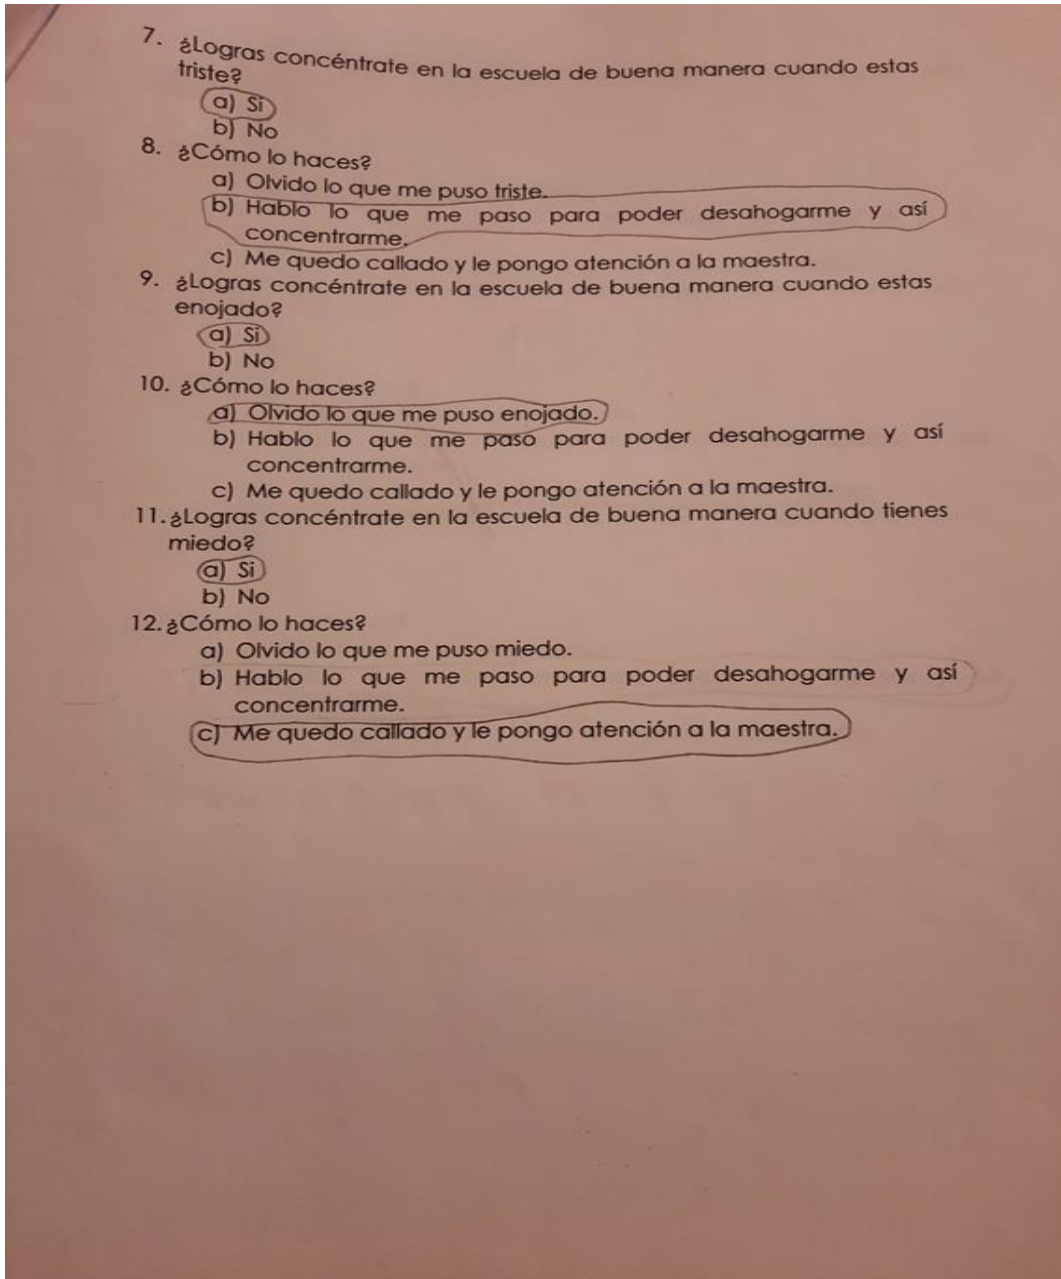 7. ¿Logras concéntrate en la escuela de buena manera cuando estas
triste?
a) Si
b) No
8. ¿Cómo lo haces?
a) Olvido lo que me puso triste.
b) Hablo lo que me paso para poder desahogarme y así
concentrarme.
c) Me quedo callado y le pongo atención a la maestra.
9. ¿Logras concéntrate en la escuela de buena manera cuando estas
enojado?
a) Si
b) No
10. ¿Cómo lo haces?
a) Olvido lo que me puso enojado.
b) Hablo lo que me paso para poder desahogarme y así
concentrarme.
c) Me quedo callado y le pongo atención a la maestra.
11. ¿Logras concéntrate en la escuela de buena manera cuando tienes
miedo?
a) Si
b) No
12. ¿Cómo lo haces?
a) Olvido lo que me puso miedo.
b) Hablo lo que me paso para poder desahogarme y así
concentrarme.
c) Me quedo callado y le pongo atención a la maestra.